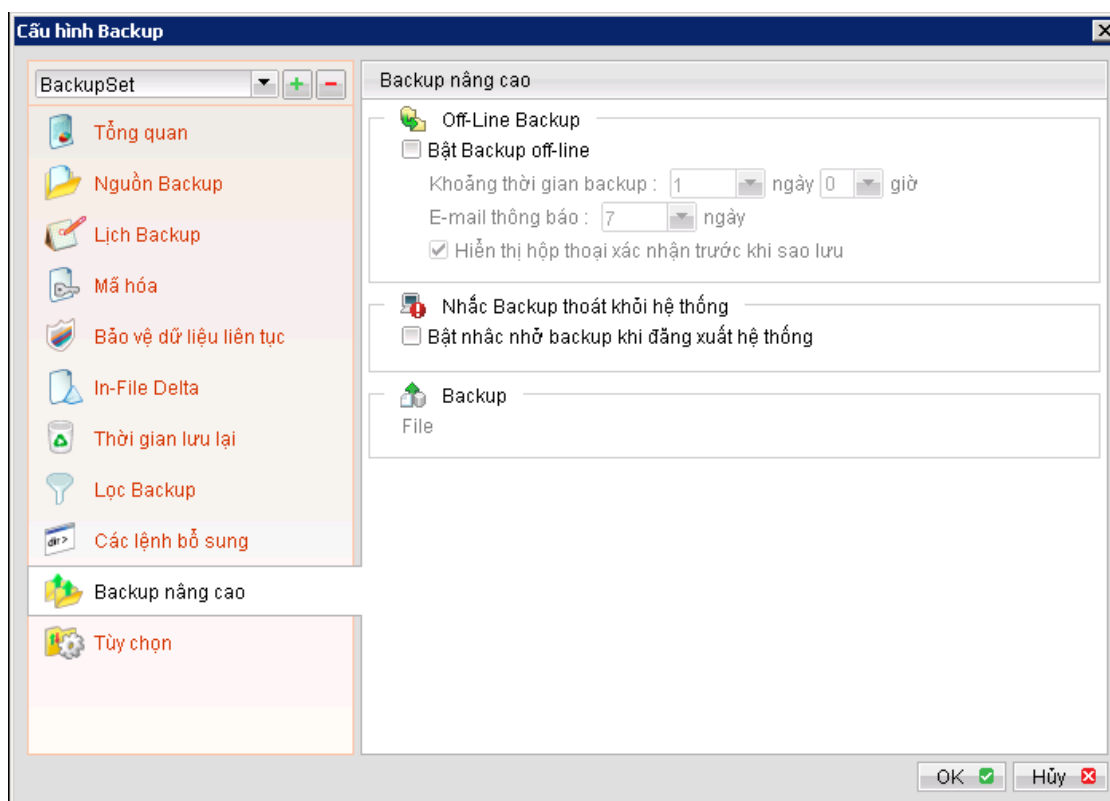 Cấu hình Backup
BackupSet
Tổng quan
Nguồn Backup
Lịch Backup
Mã hóa
Bảo vệ dữ liệu liên tục
In-File Delta
Thời gian lưu lại
Lọc Backup
dir>
Các lệnh bổ sung
Backup nâng cao
Tùy chọn
Backup nâng cao
Off-Line Backup
Bật Backup off-line
Khoảng thời gian backup : 1 ngày 0 giờ
E-mail thông báo : 7 ngày
Hiển thị hộp thoại xác nhận trước khi sao lưu
Nhắc Backup thoát khỏi hệ thống
Bật nhâc nhở backup khi đăng xuất hệ thống
Backup
File
OK Hủy